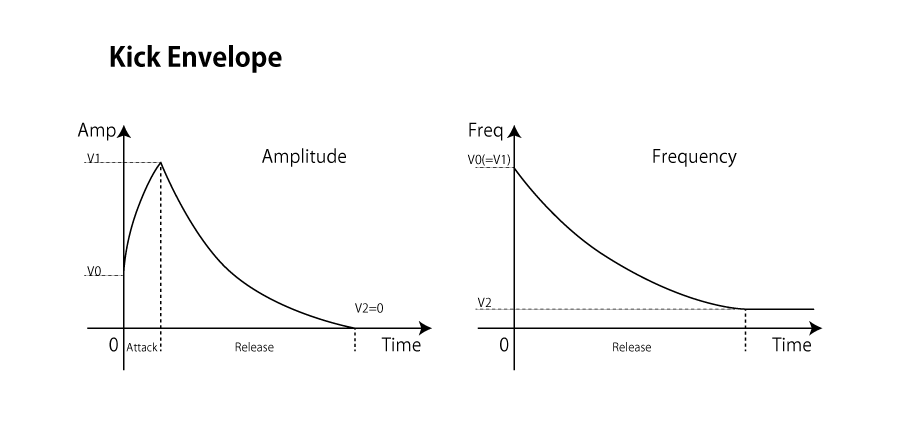 Kick Envelope
Amp
V1
Amplitude
V0
V2=0
0
Attack
Release
Time
Freq
V0(=V1)
Frequency
V2
0
Release
Time